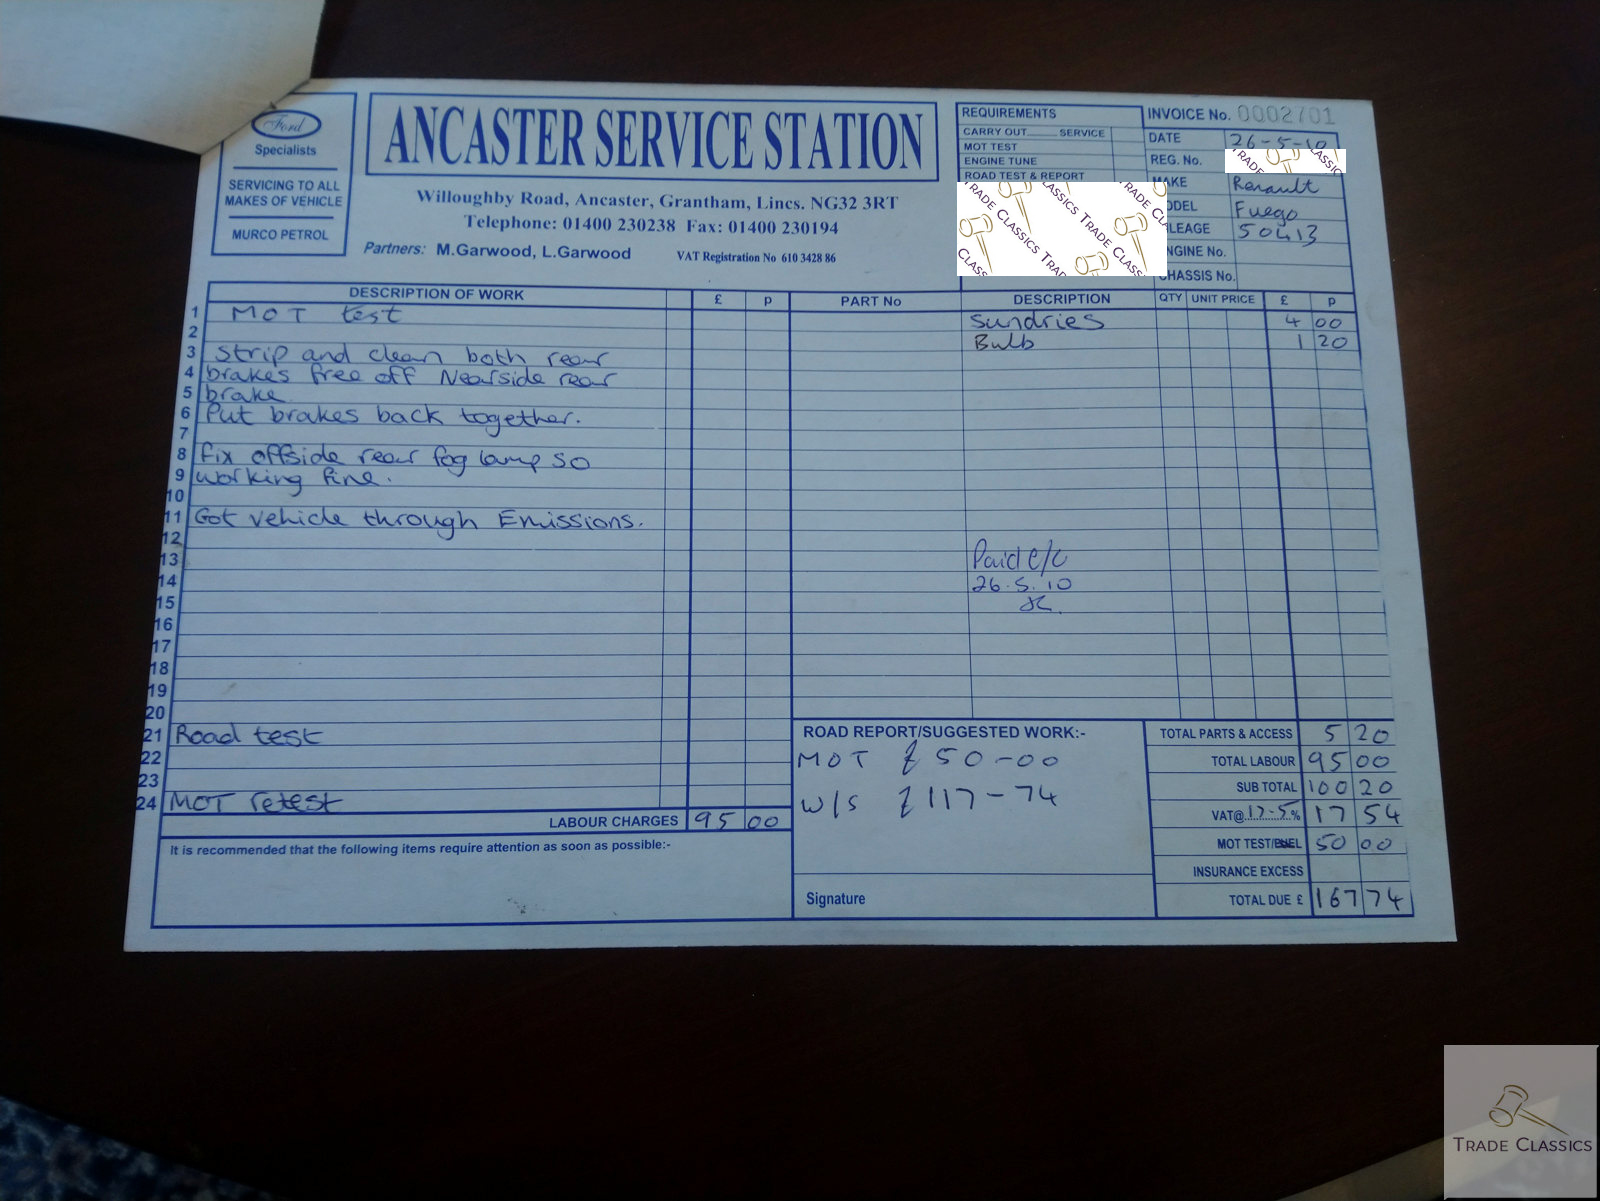 Ford
Specialists
SERVICING TO ALL
MAKES OF VEHICLE
MURCO PETROL
ANCASTER SERVICE STATION
Willoughby Road, Ancaster, Grantham, Lincs. NG32 3RT
Telephone: 01400 230238 Fax: 01400 230194
Partners: M.Garwood, L.Garwood
VAT Registration No 610 3428 86
REQUIREMENTS
CARRY OUT SERVICE
MOT TEST
ENGINE TUNE
ROAD TEST & REPORT
INVOICE No. 0002701
DATE 26-5-10
REG. No.
MAKE Renault
ODEL Fuego
LEAGE 50413
NGINE No.
HASSIS No.
TRADE CLASSICS TRADE CLASSICS
DESCRIPTION OF WORK £ p
1 MOT test
2
3 Strip and clean both rear
4 brakes free off Nearside rear
5 brake
6 Put brakes back together.
7
8 fix offside rear fog lamp so
9 working fine.
10
11 Got vehicle through Emissions.
12
13
14
15
16
17
18
19
20
21 Road test
22
23
24 MOT retest
LABOUR CHARGES 95 00
It is recommended that the following items require attention as soon as possible:-
PART No DESCRIPTION QTY UNIT PRICE £ p
Sundries 4 00
Bulb 1 20
Paid C/C
26.5.10
ROAD REPORT/SUGGESTED WORK:-
MOT £50-00
W/S £117-74
Signature
TOTAL PARTS & ACCESS 5 20
TOTAL LABOUR 95 00
SUB TOTAL 100 20
VAT@ 17-5% 17 54
MOT TEST/FUEL 50 00
INSURANCE EXCESS
TOTAL DUE £ 167 74
TRADE CLASSICS